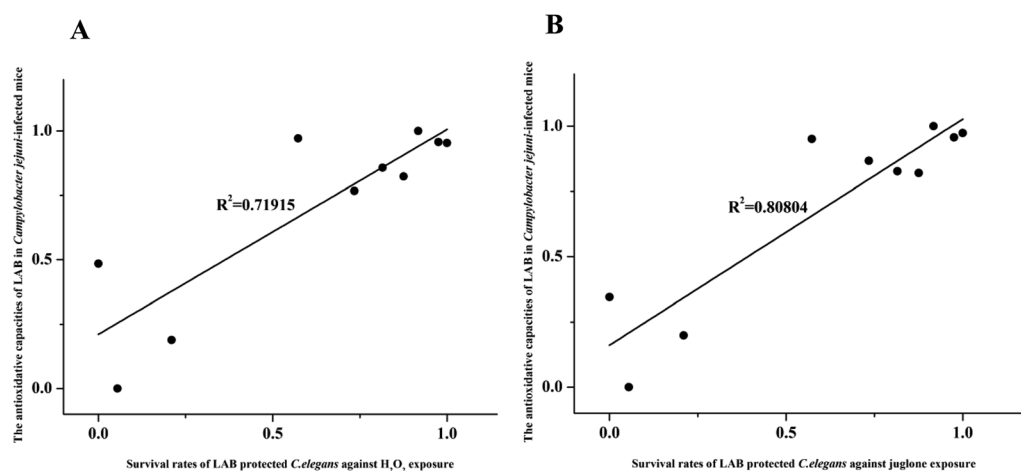 A
The antioxidative capacities of LAB in Campylobacter jejuni-infected mice
1.0
0.5
0.0
R²=0.71915
0.0 0.5 1.0
Survival rates of LAB protected C.elegans against H₂O₂ exposure
B
The antioxidative capacities of LAB in Campylobacter jejuni-infected mice
1.0
0.5
0.0
R²=0.80804
0.0 0.5 1.0
Survival rates of LAB protected C.elegans against juglone exposure